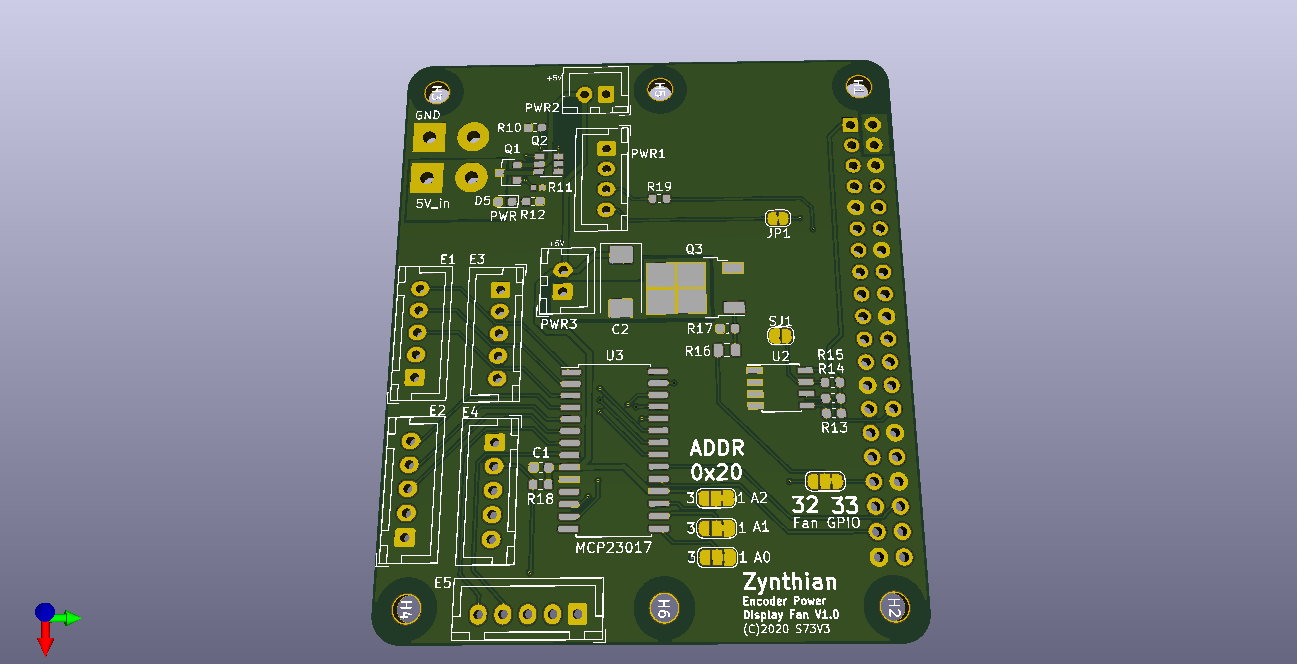 +5V
H3
H5
H1
GND
PWR2
R10
Q2
Q1
PWR1
R11
R19
5V_in
D5
PWR
R12
JP1
+5V
Q3
E1
E3
PWR3
C2
SJ1
R17
R16
U3
U2
R15
R14
R13
E2
E4
C1
R18
ADDR
0x20
3 1 A2
32 33
Fan GPIO
3 1 A1
MCP23017
3 1 A0
E5
Zynthian
Encoder Power
Display Fan V1.0
(C)2020 S73V3
H4
H6
H2